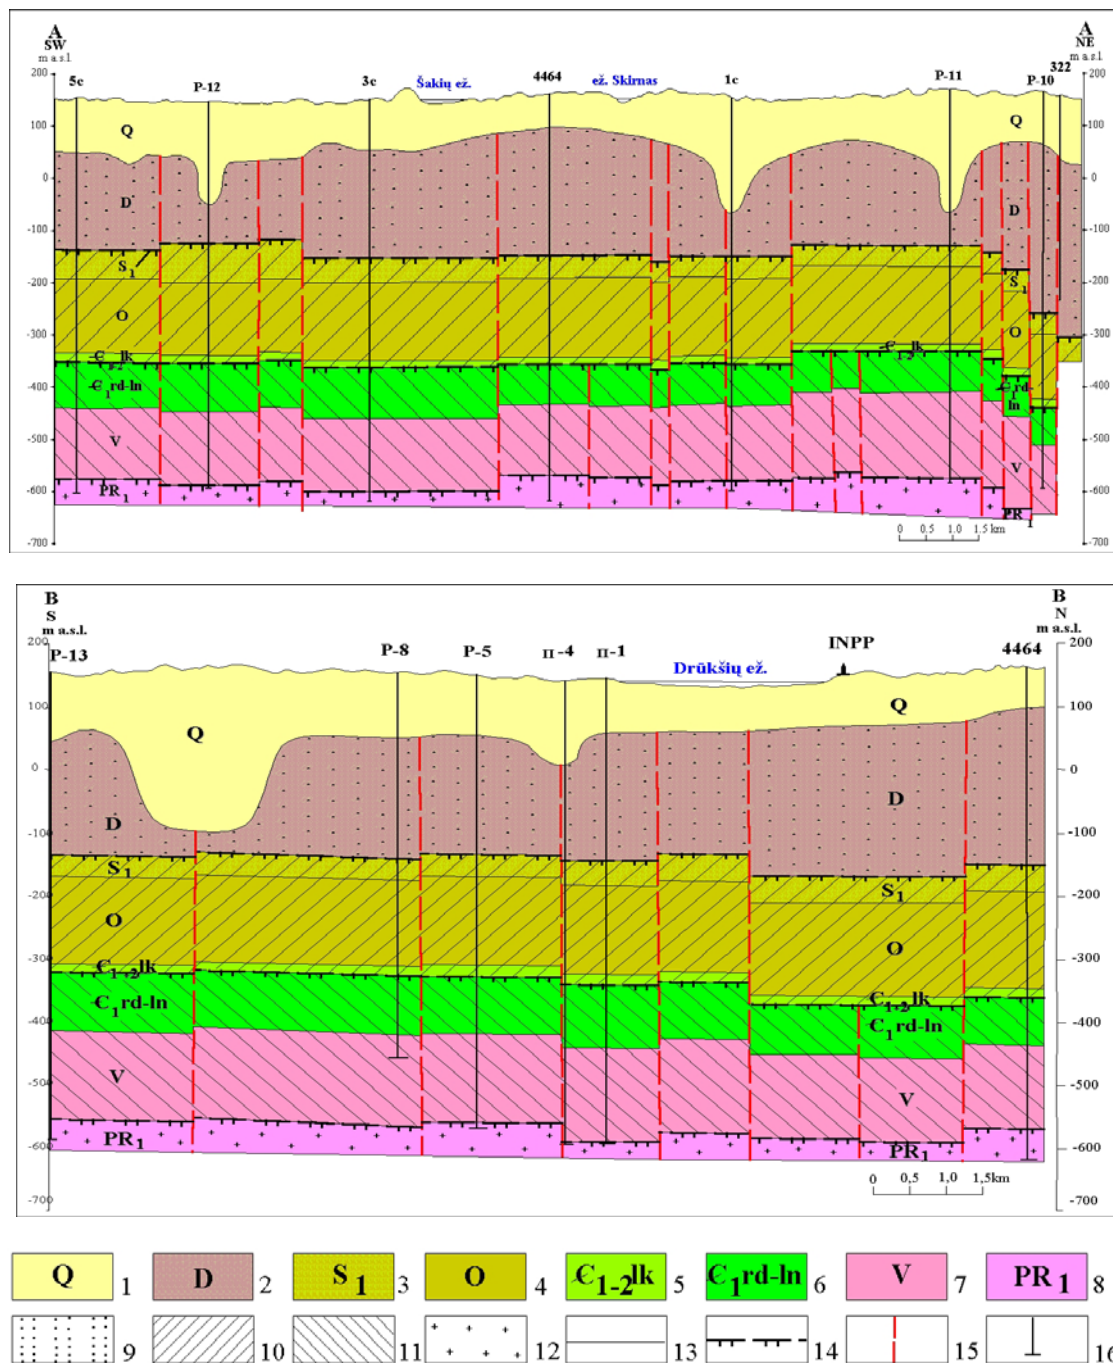 A A
SW NE
m a.s.l. m a.s.l.
5c P-12 3c Šakių ež. 4464 ež. Skirnas 1c P-11 P-10 322
200 200
100 100
Q Q
0 0
D D
-100 -100
S1 S1
-200 -200
O O
-300 -300
Є1-2lk Є1-2lk
-400 -400
Є1rd-ln Є1rd-ln
-500 -500
V V
-600 -600
PR1 PR1
-700 -700
0 0.5 1.0 1.5 km
B B
S N
m a.s.l. m a.s.l.
200 200
P-13 P-8 P-5 п-4 п-1 Drūkšių ež. INPP 4464
100 100
Q Q
0 0
D D
-100 -100
S1 S1
-200 -200
O O
-300 -300
Є1-2lk Є1-2lk
Є1rd-ln Є1rd-ln
-400 -400
-500 -500
V V
-600 -600
PR1 PR1
-700 -700
0 0,5 1,0 1,5km
Q 1 D 2 S1 3 O 4 Є1-2lk 5 Є1rd-ln 6 V 7 PR1 8
9 10 11 12 13 14 15 16